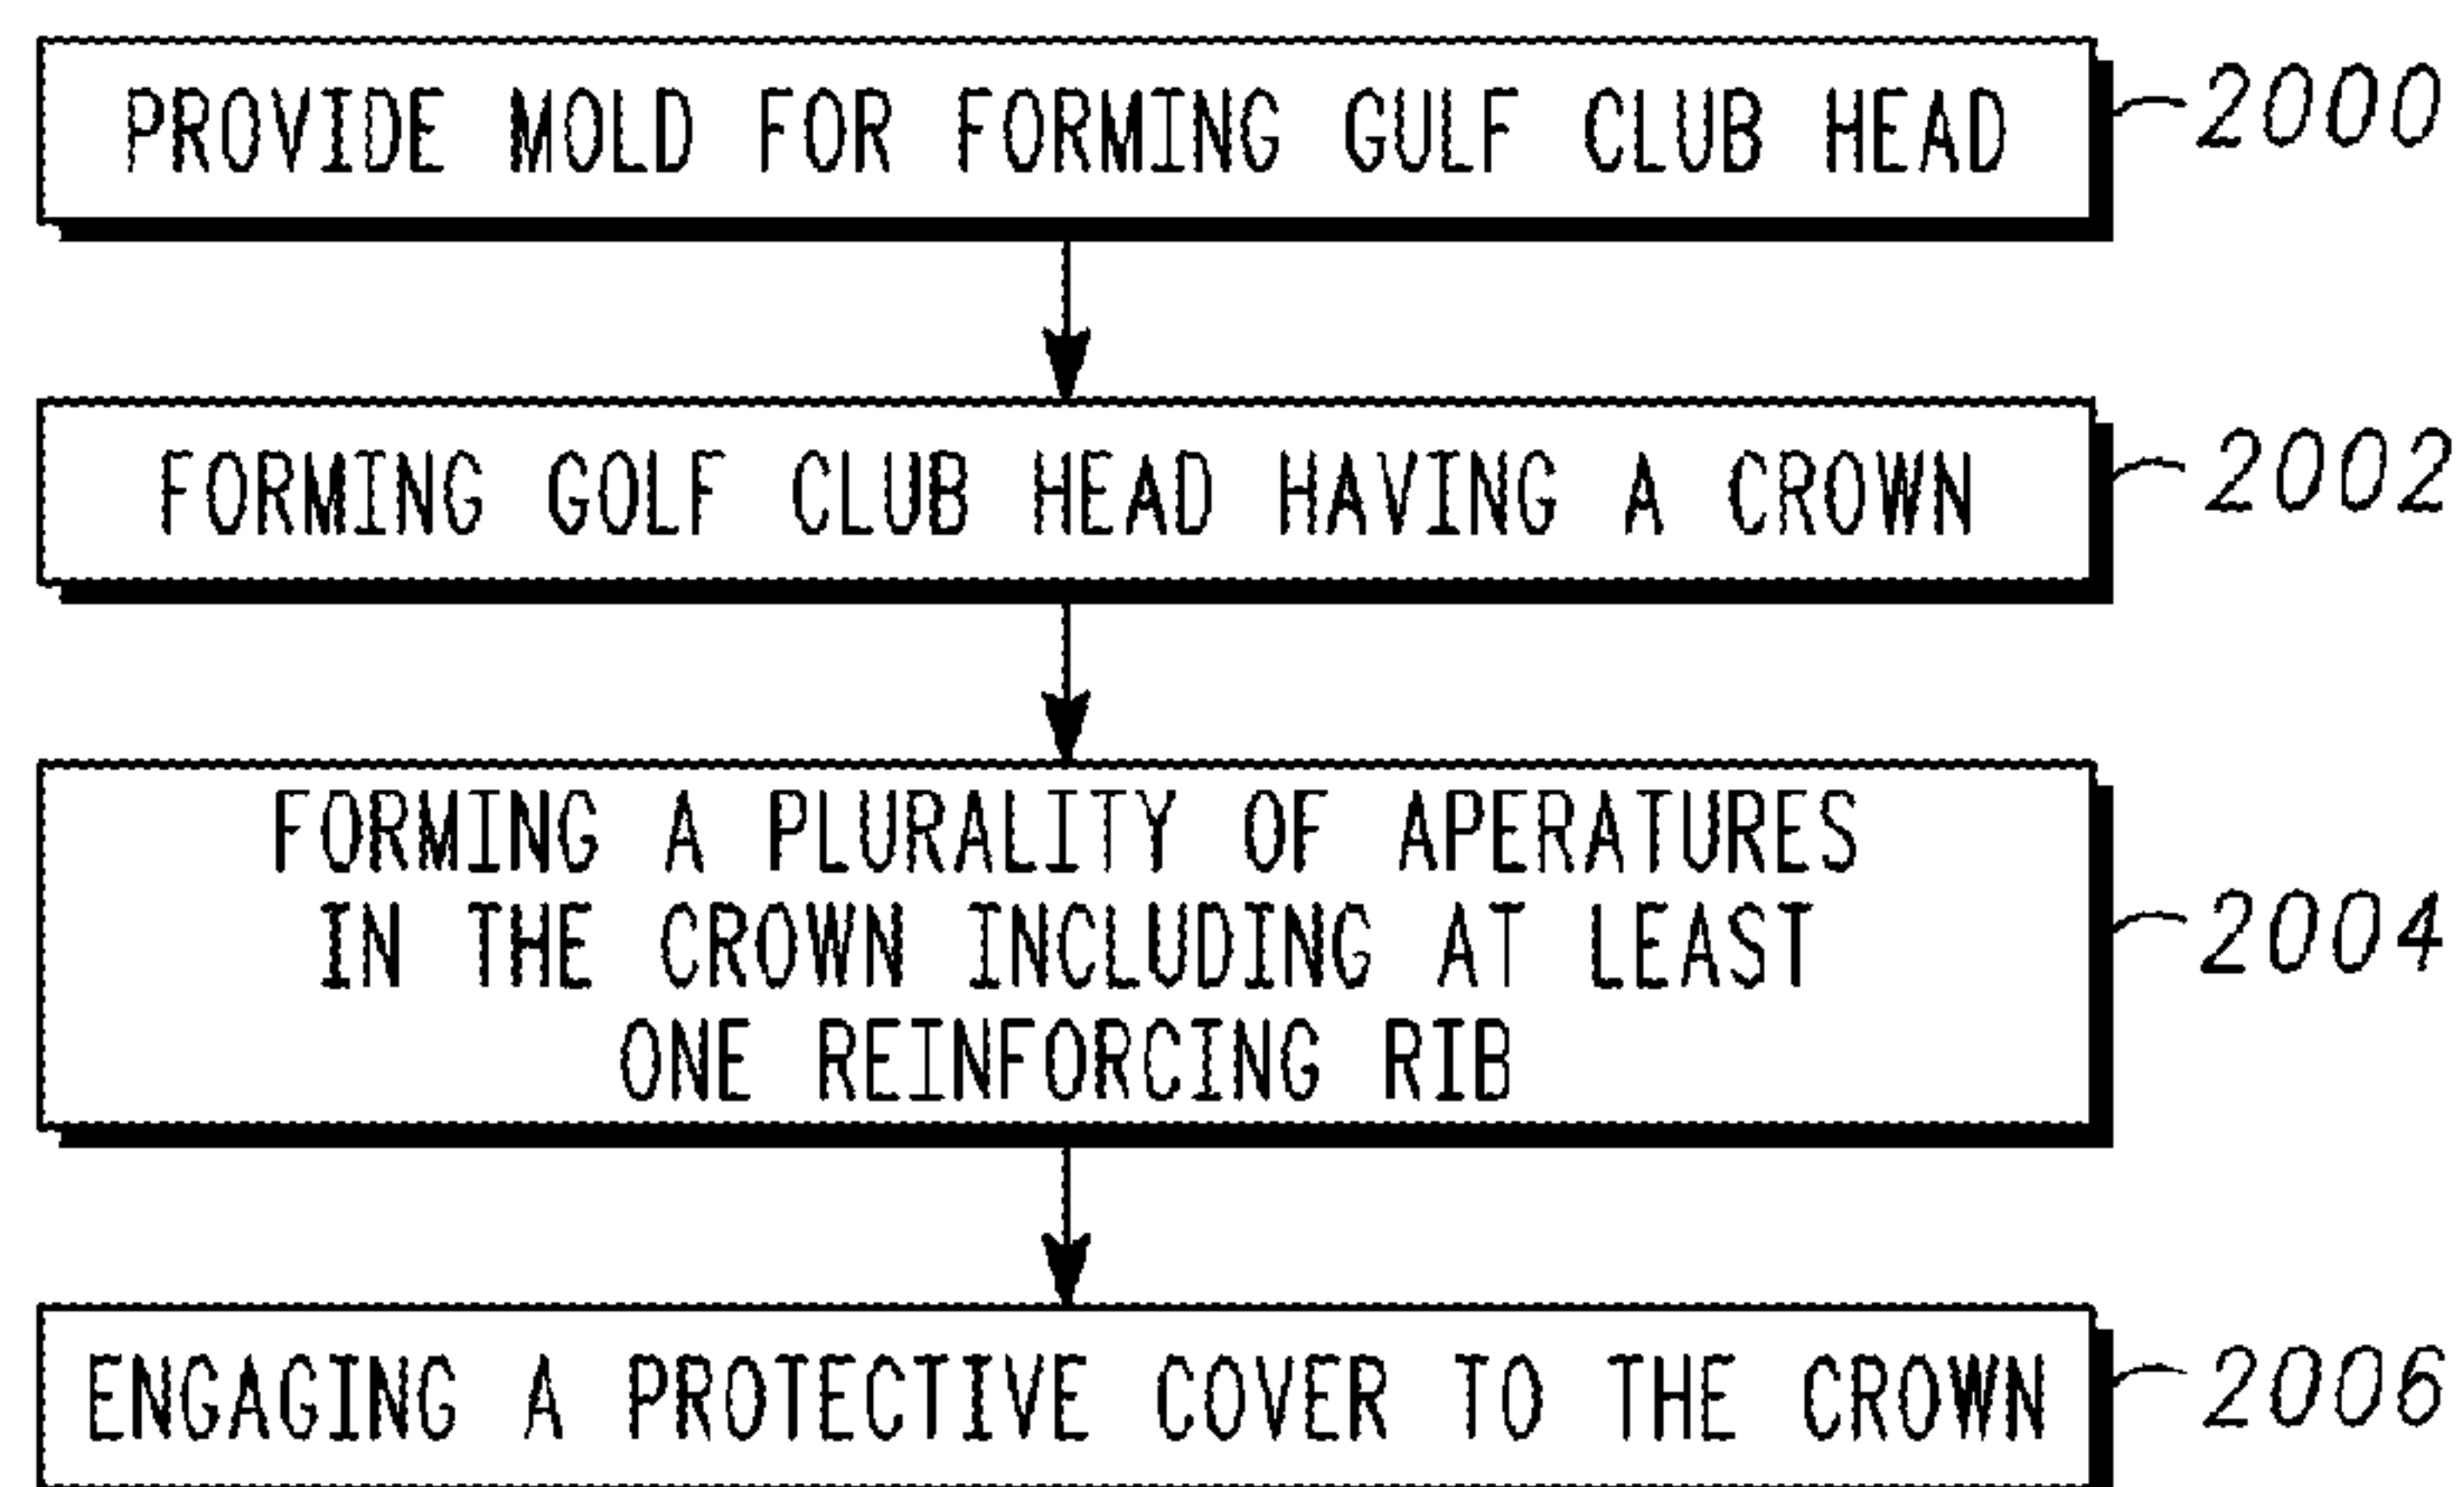 PROVIDE MOLD FOR FORMING GULF CLUB HEAD 2000
FORMING GOLF CLUB HEAD HAVING A CROWN 2002
FORMING A PLURALITY OF APERATURES
IN THE CROWN INCLUDING AT LEAST 2004
ONE REINFORCING RIB
ENGAGING A PROTECTIVE COVER TO THE CROWN 2006